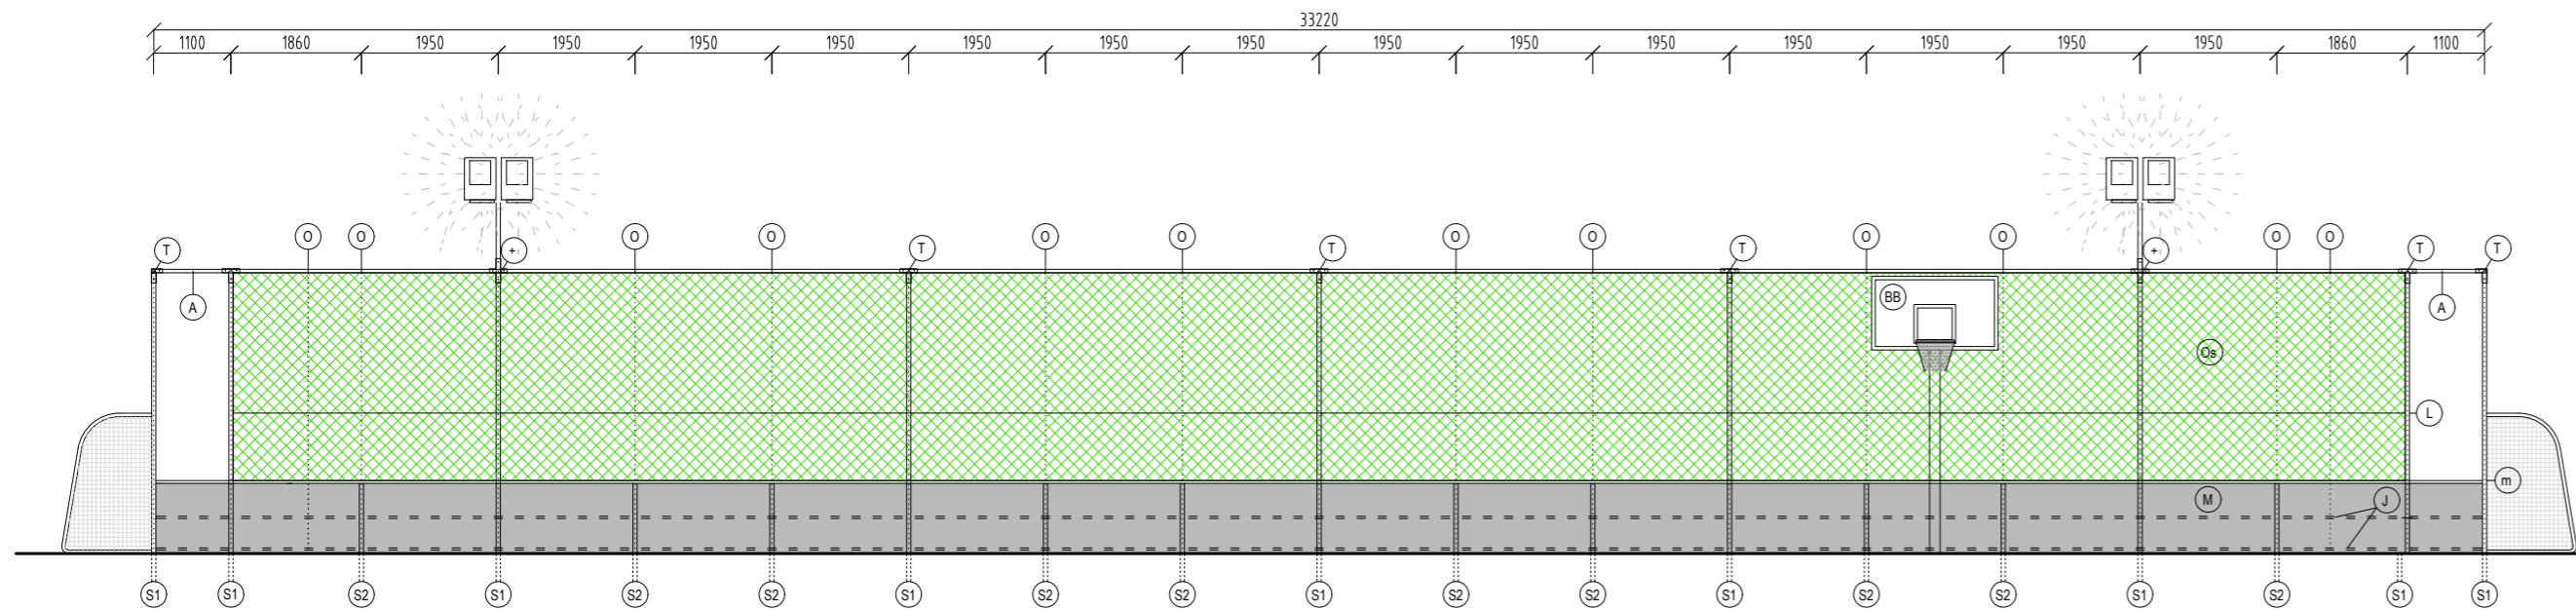 33220
1100 1860 1950 1950 1950 1950 1950 1950 1950 1950 1950 1950 1950 1950 1950 1950 1860 1100
O O O O O O O O O O O O
T + T T T + T T
A BB A
Os
L
m
M J
S1 S1 S2 S1 S2 S2 S1 S2 S2 S1 S2 S2 S1 S2 S2 S1 S2 S1 S1